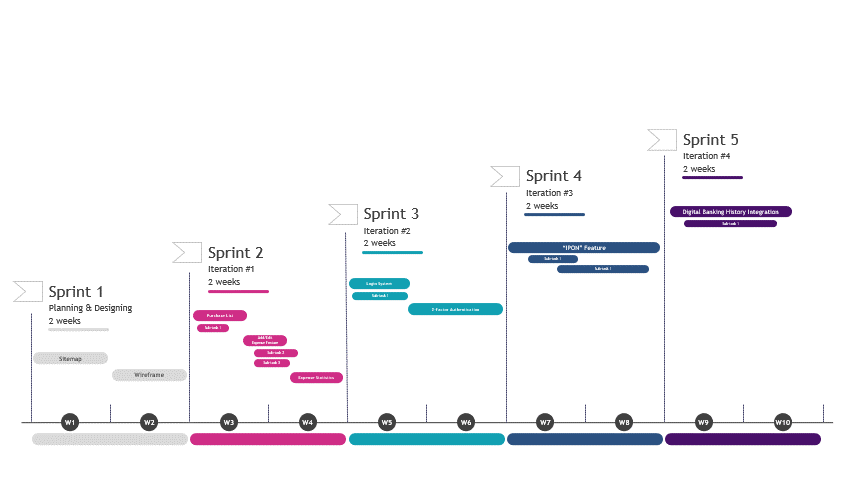 Sprint 1
Planning & Designing
2 weeks
Sitemap
Wireframe
Sprint 2
Iteration #1
2 weeks
Purchase List
Subtask 1
Add/Edit
Expense Feature
Subtask 2
Subtask 3
Expense Statistics
Sprint 3
Iteration #2
2 weeks
Login System
Subtask 1
2-Factor Authentication
Sprint 4
Iteration #3
2 weeks
"IPON" Feature
Subtask 1
Subtask 1
Sprint 5
Iteration #4
2 weeks
Digital Banking History Integration
Subtask 1
W1
W2
W3
W4
W5
W6
W7
W8
W9
W10